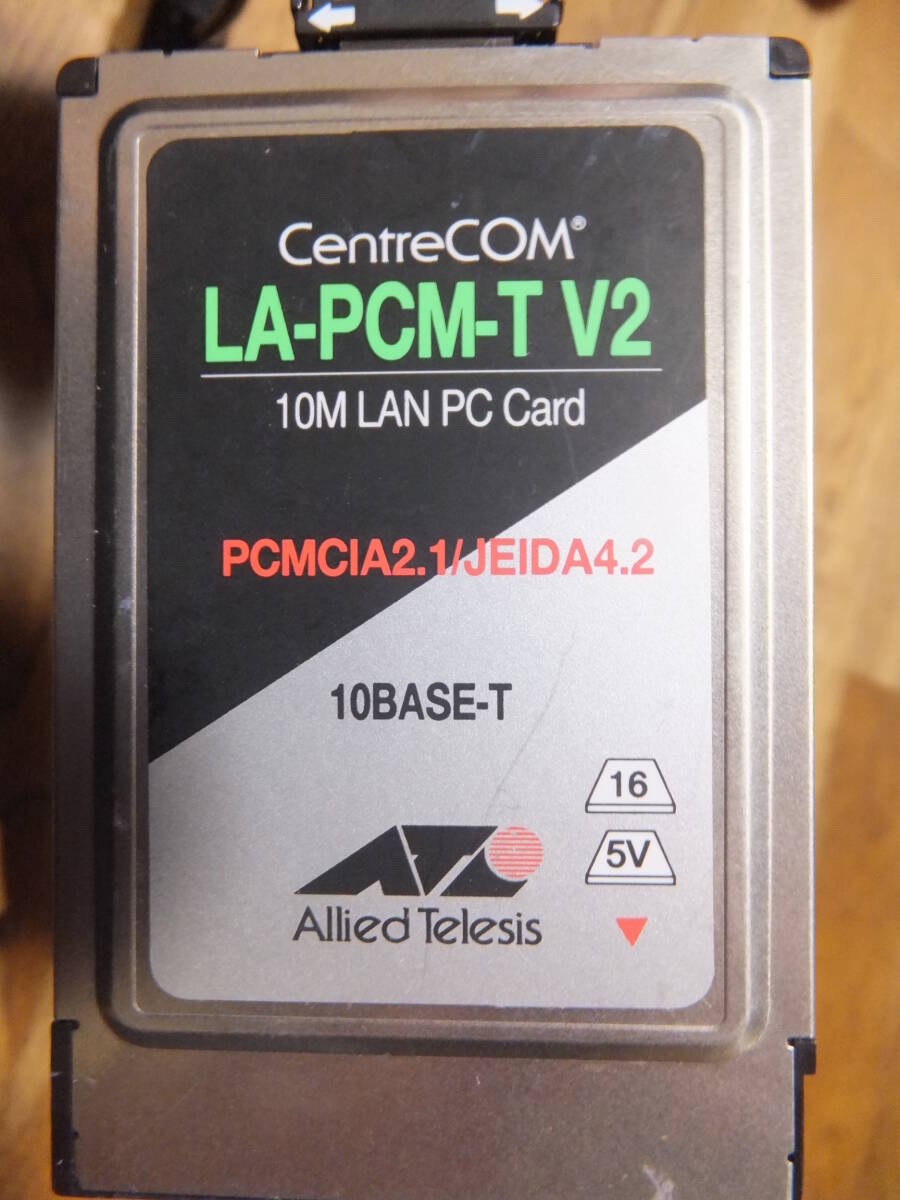 CentreCOM®
LA-PCM-T V2
10M LAN PC Card
PCMCIA2.1/JEIDA4.2
10BASE-T
16
5V
Allied Telesis